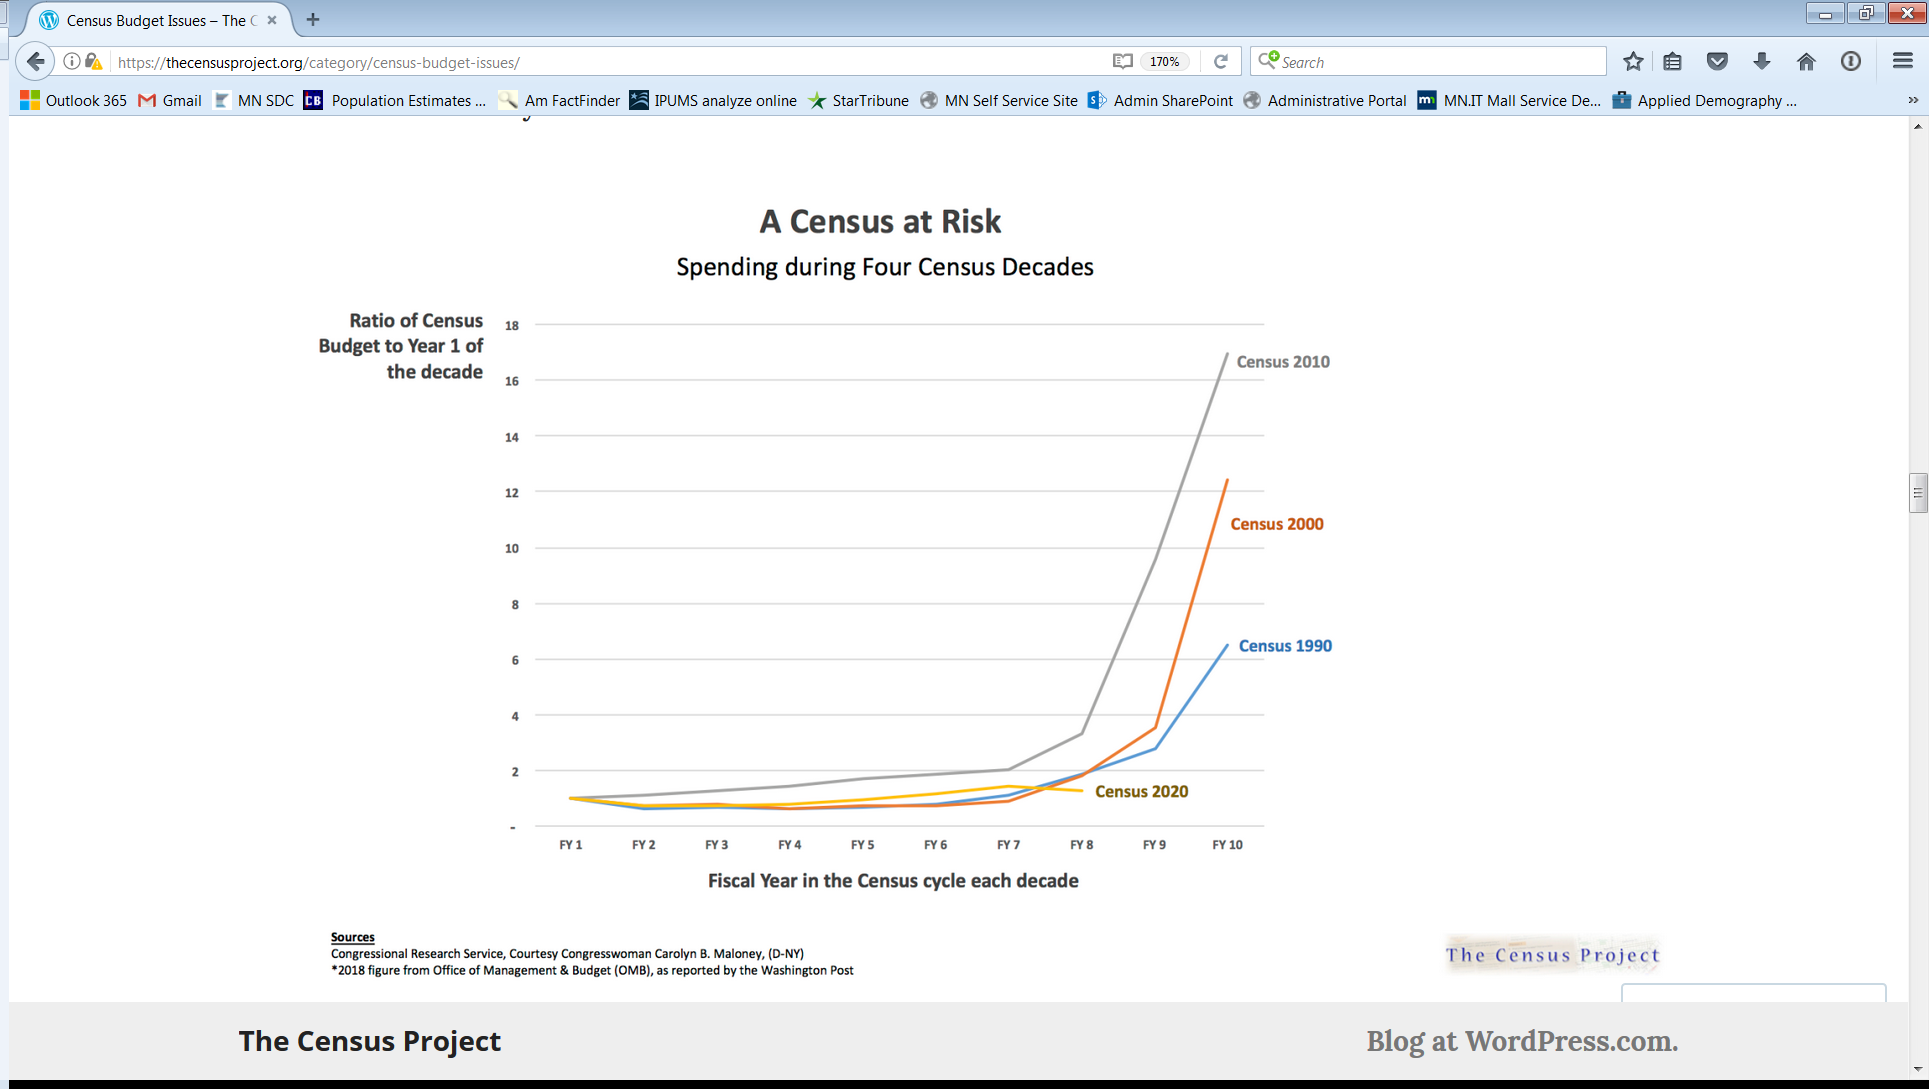 Census Budget Issues – The C
https://thecensusproject.org/category/census-budget-issues/
170%
Search
Outlook 365 Gmail MN SDC CB Population Estimates ... Am FactFinder IPUMS analyze online StarTribune MN Self Service Site Admin SharePoint Administrative Portal mn MN.IT Mall Service De... Applied Demography ...
A Census at Risk
Spending during Four Census Decades
Ratio of Census
Budget to Year 1 of
the decade
18
Census 2010
16
14
12
Census 2000
10
8
6
Census 1990
4
2
Census 2020
-
FY 1 FY 2 FY 3 FY 4 FY 5 FY 6 FY 7 FY 8 FY 9 FY 10
Fiscal Year in the Census cycle each decade
Sources
Congressional Research Service, Courtesy Congresswoman Carolyn B. Maloney, (D-NY)
*2018 figure from Office of Management & Budget (OMB), as reported by the Washington Post
The Census Project
The Census Project
Blog at WordPress.com.